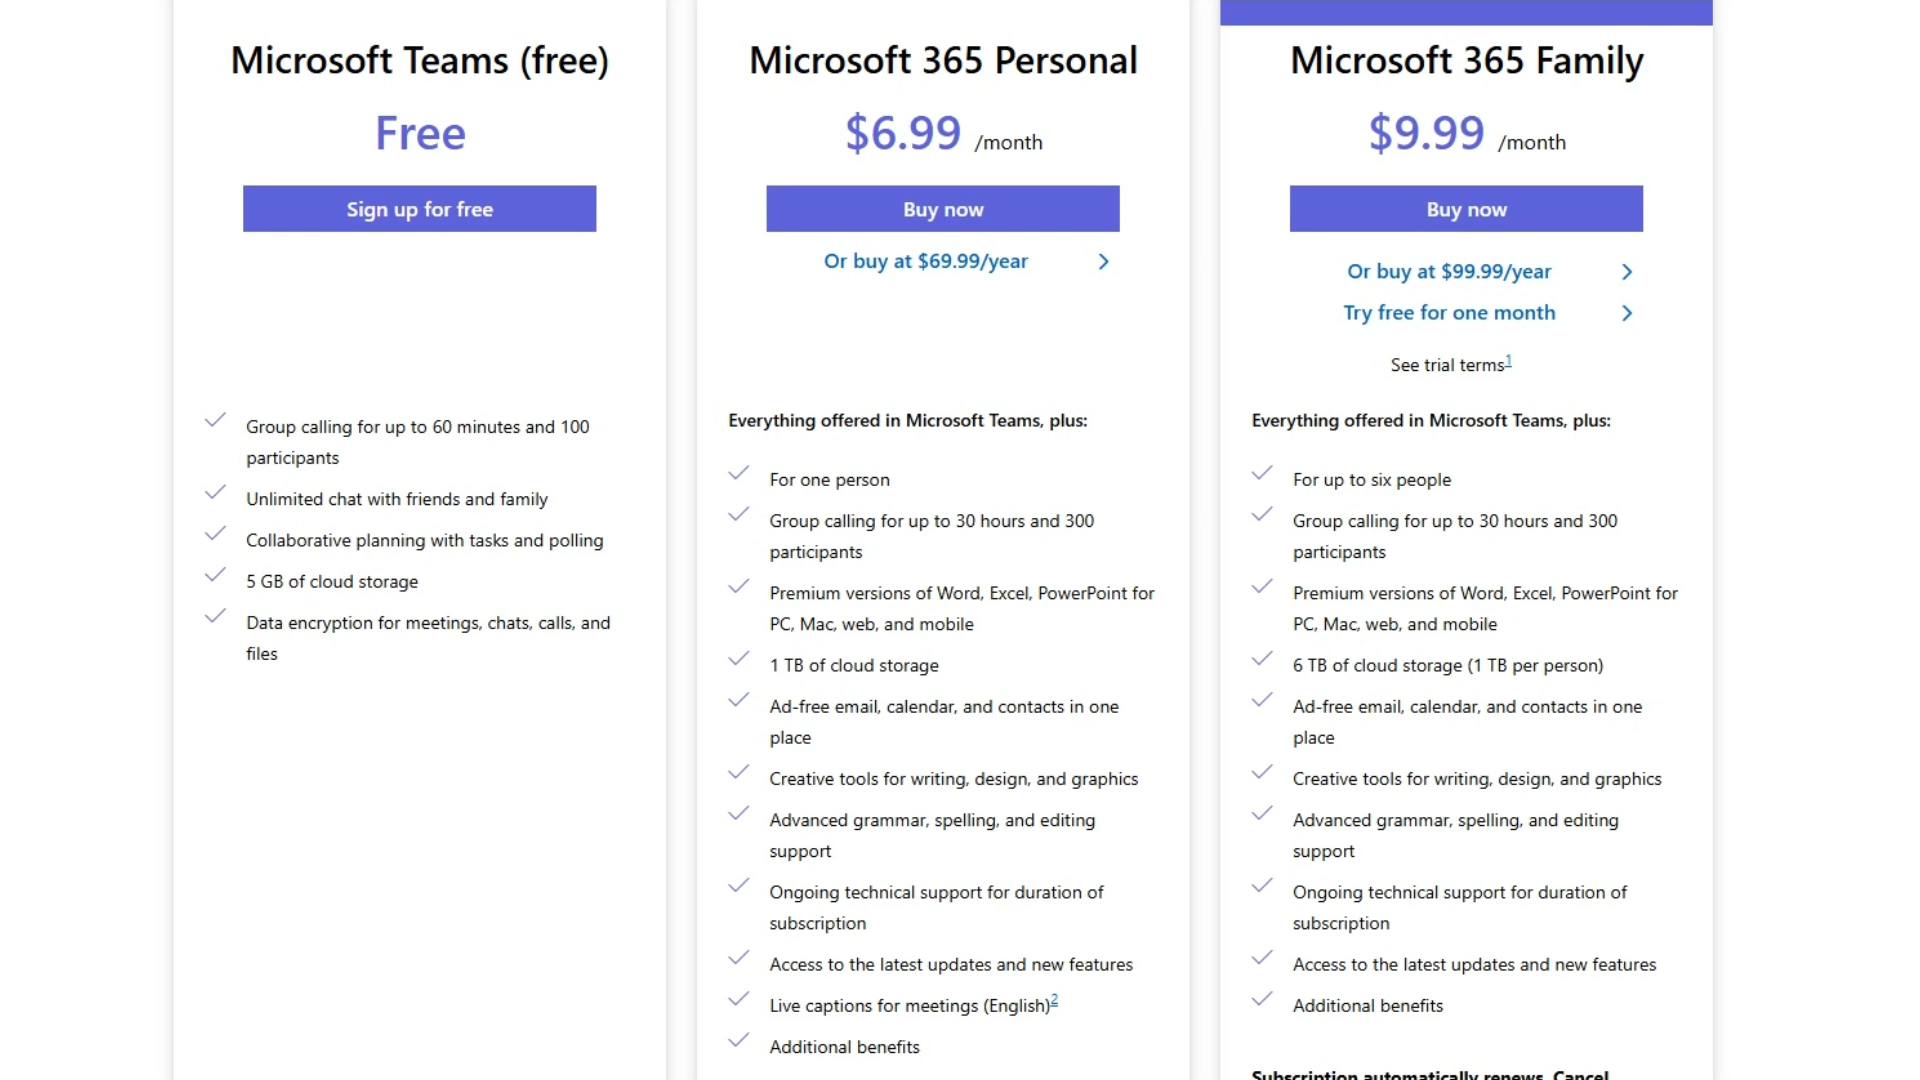 Microsoft Teams (free)
Free
Sign up for free
Group calling for up to 60 minutes and 100
participants
Unlimited chat with friends and family
Collaborative planning with tasks and polling
5 GB of cloud storage
Data encryption for meetings, chats, calls, and
files
Microsoft 365 Personal
$6.99 /month
Buy now
Or buy at $69.99/year
Everything offered in Microsoft Teams, plus:
For one person
Group calling for up to 30 hours and 300
participants
Premium versions of Word, Excel, PowerPoint for
PC, Mac, web, and mobile
1 TB of cloud storage
Ad-free email, calendar, and contacts in one
place
Creative tools for writing, design, and graphics
Advanced grammar, spelling, and editing
support
Ongoing technical support for duration of
subscription
Access to the latest updates and new features
Live captions for meetings (English)2
Additional benefits
Microsoft 365 Family
$9.99 /month
Buy now
Or buy at $99.99/year
Try free for one month
See trial terms1
Everything offered in Microsoft Teams, plus:
For up to six people
Group calling for up to 30 hours and 300
participants
Premium versions of Word, Excel, PowerPoint for
PC, Mac, web, and mobile
6 TB of cloud storage (1 TB per person)
Ad-free email, calendar, and contacts in one
place
Creative tools for writing, design, and graphics
Advanced grammar, spelling, and editing
support
Ongoing technical support for duration of
subscription
Access to the latest updates and new features
Additional benefits
Subscription automatically renews. Cancel